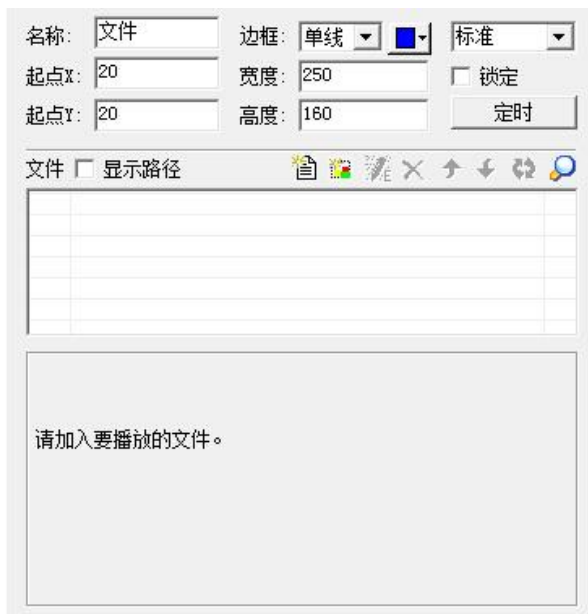 名称: 文件 边框: 单线 标准
起点X: 20 宽度: 250 锁定
起点Y: 20 高度: 160 定时
文件 显示路径
请加入要播放的文件。